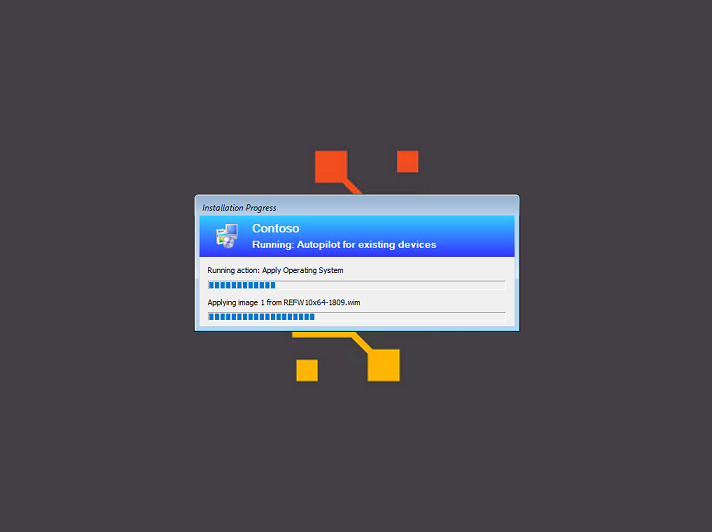 Installation Progress
Contoso
Running: Autopilot for existing devices
Running action: Apply Operating System
Applying image 1 from REFW10x64-1809.wim